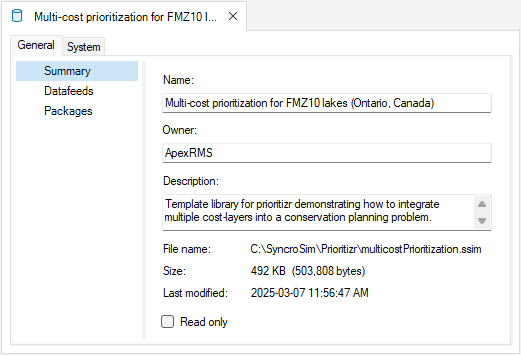 Multi-cost prioritization for FMZ10 l...
General
System
Summary
Datafeeds
Packages
Name:
Multi-cost prioritization for FMZ10 lakes (Ontario, Canada)
Owner:
ApexRMS
Description:
Template library for prioritizr demonstrating how to integrate
multiple cost-layers into a conservation planning problem.
File name: C:\SyncroSim\Prioritizr\multicostPrioritization.ssim
Size: 492 KB (503,808 bytes)
Last modified: 2025-03-07 11:56:47 AM
Read only